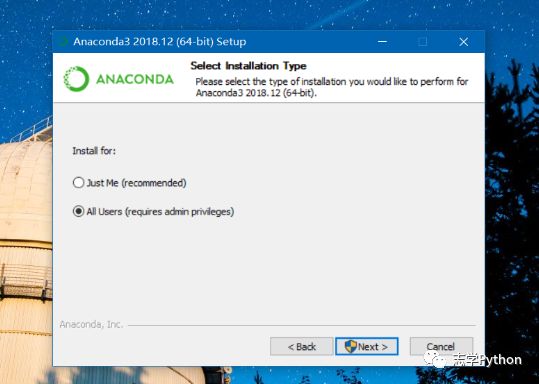 Anaconda3 2018.12 (64-bit) Setup
ANACONDA
Select Installation Type
Please select the type of installation you would like to perform for
Anaconda3 2018.12 (64-bit).
Install for:
Just Me (recommended)
All Users (requires admin privileges)
Anaconda, Inc.
< Back
Next >
Cancel
志学Python